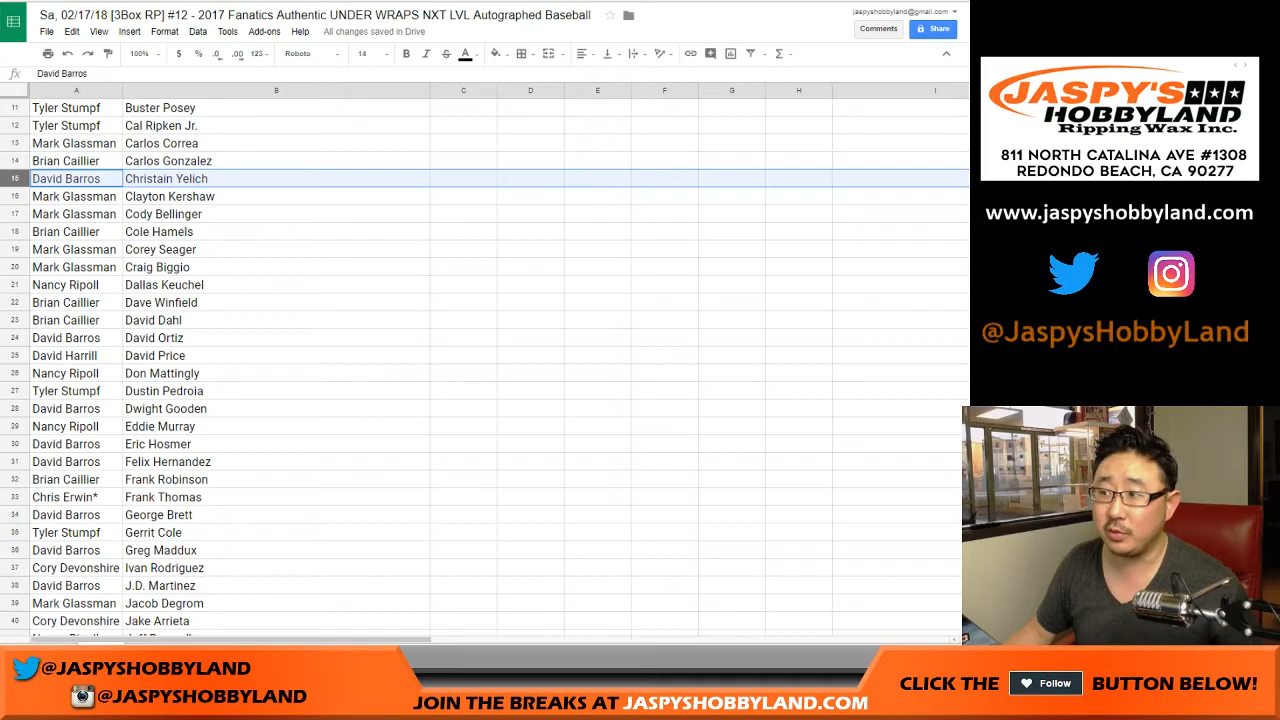 Sa, 02/17/18 [3Box RP] #12 - 2017 Fanatics Authentic UNDER WRAPS NXT LVL Autographed Baseball
jaspyshobbyland@gmail.com
File Edit View Insert Format Data Tools Add-ons Help All changes saved in Drive
Comments Share
100% $ % .0 .00 123 Roboto 14 B I S A
fx David Barros
A B C D E F G H I
11 Tyler Stumpf Buster Posey
12 Tyler Stumpf Cal Ripken Jr.
13 Mark Glassman Carlos Correa
14 Brian Caillier Carlos Gonzalez
15 David Barros Christain Yelich
16 Mark Glassman Clayton Kershaw
17 Mark Glassman Cody Bellinger
18 Brian Caillier Cole Hamels
19 Mark Glassman Corey Seager
20 Mark Glassman Craig Biggio
21 Nancy Ripoll Dallas Keuchel
22 Brian Caillier Dave Winfield
23 Brian Caillier David Dahl
24 David Barros David Ortiz
25 David Harrill David Price
26 Nancy Ripoll Don Mattingly
27 Tyler Stumpf Dustin Pedroia
28 David Barros Dwight Gooden
29 Nancy Ripoll Eddie Murray
30 David Barros Eric Hosmer
31 David Barros Felix Hernandez
32 Brian Caillier Frank Robinson
33 Chris Erwin* Frank Thomas
34 David Barros George Brett
35 Tyler Stumpf Gerrit Cole
36 David Barros Greg Maddux
37 Cory Devonshire Ivan Rodriguez
38 David Barros J.D. Martinez
39 Mark Glassman Jacob Degrom
40 Cory Devonshire Jake Arrieta
JASPY'S
HOBBYLAND
Ripping Wax Inc.
811 NORTH CATALINA AVE #1308
REDONDO BEACH, CA 90277
www.jaspyshobbyland.com
@JaspysHobbyLand
@JASPYSHOBBYLAND
@JASPYSHOBBYLAND
JOIN THE BREAKS AT JASPYSHOBBYLAND.COM
CLICK THE Follow BUTTON BELOW!